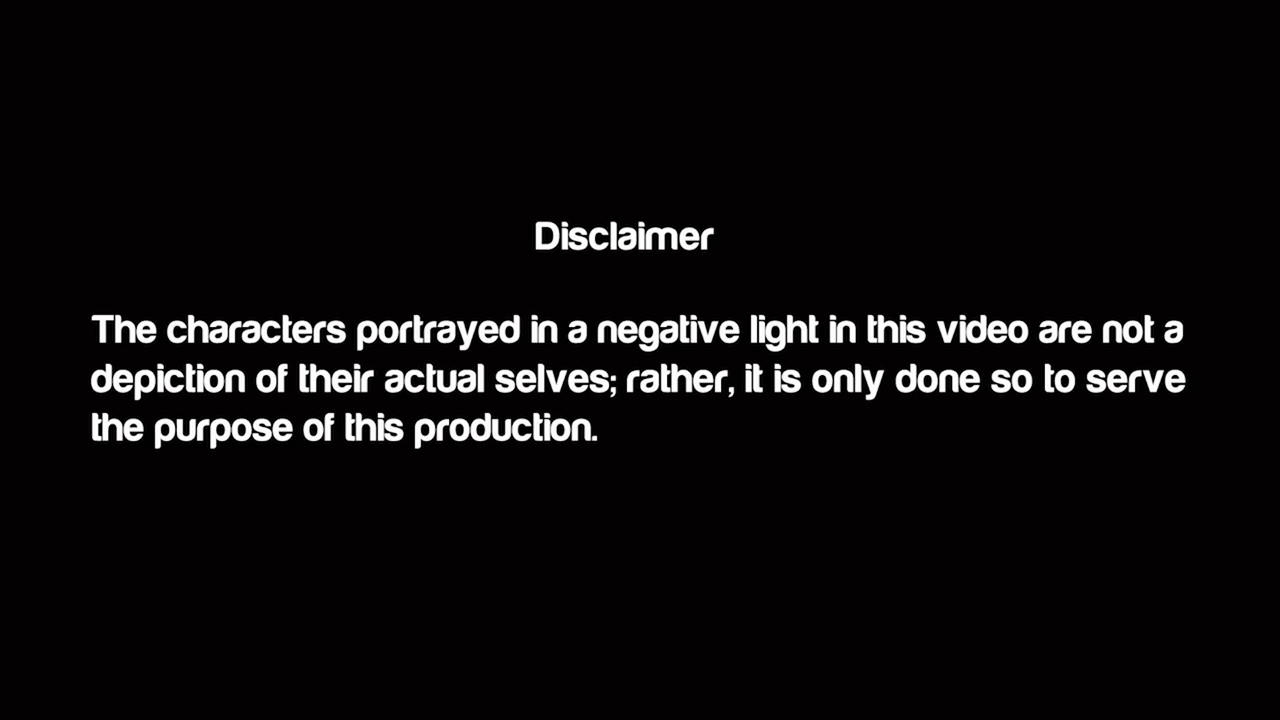 Disclaimer
The characters portrayed in a negative light in this video are not a
depiction of their actual selves; rather, it is only done so to serve
the purpose of this production.